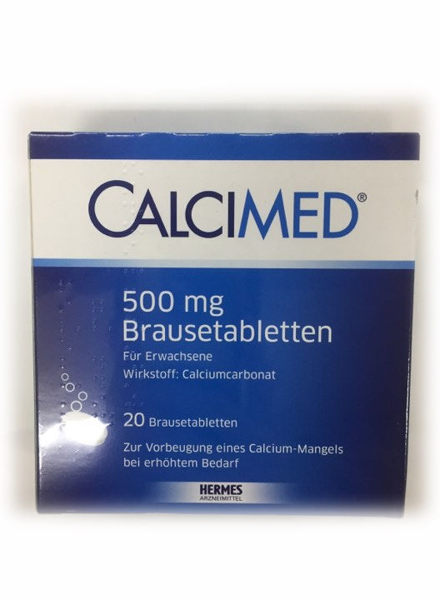 CALCIMED®
500 mg
Brausetabletten
Für Erwachsene
Wirkstoff: Calciumcarbonat
20 Brausetabletten
Zur Vorbeugung eines Calcium-Mangels
bei erhöhtem Bedarf
HERMES
ARZNEIMITTEL